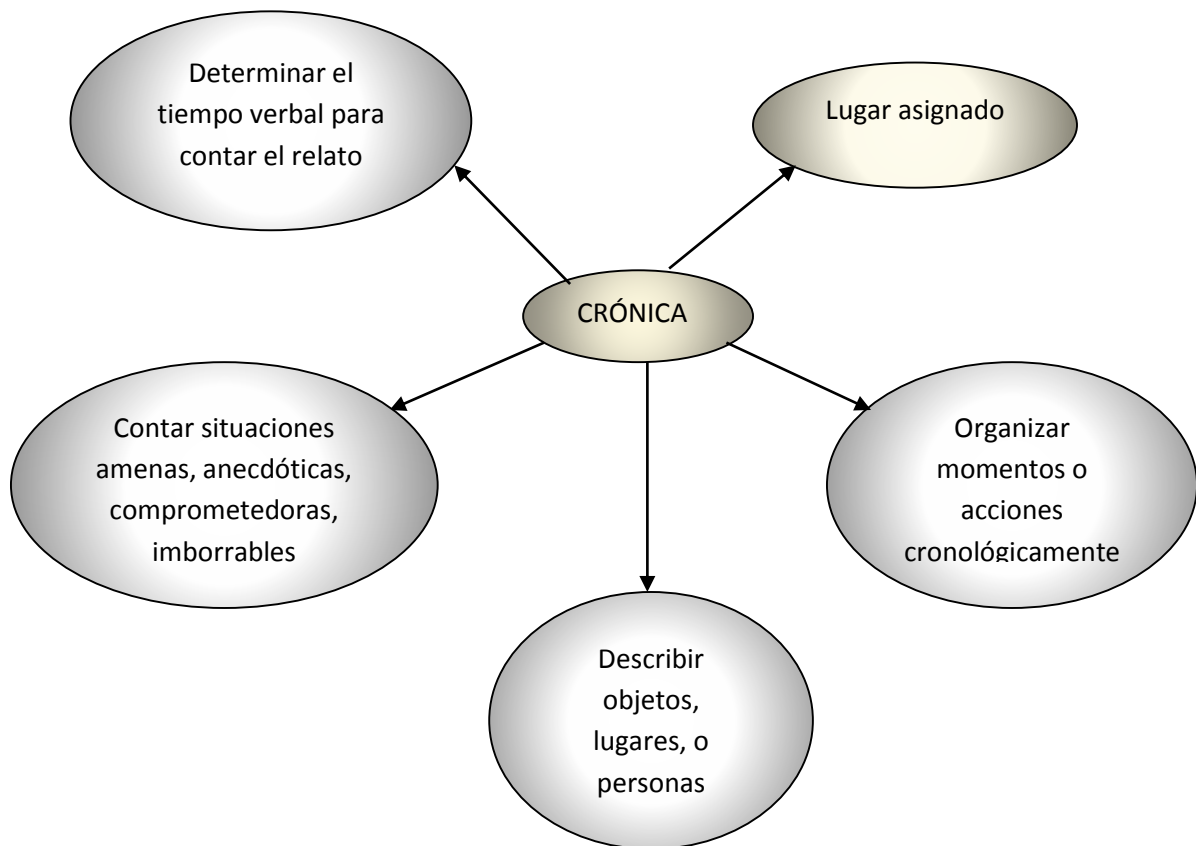 Determinar el
tiempo verbal para
contar el relato
Lugar asignado
CRÓNICA
Contar situaciones
amenas, anecdóticas,
comprometedoras,
imborrables
Organizar
momentos o
acciones
cronológicamente
Describir
objetos,
lugares, o
personas